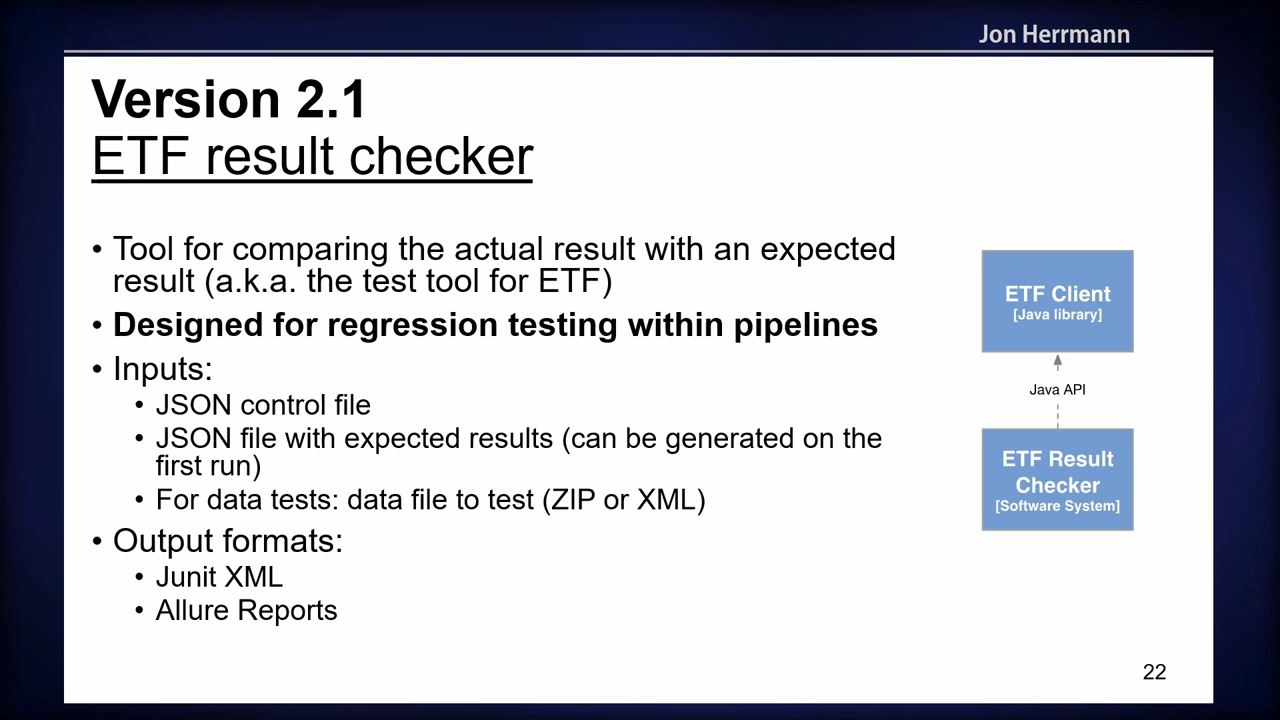 Jon Herrmann
Version 2.1
ETF result checker
• Tool for comparing the actual result with an expected
result (a.k.a. the test tool for ETF)
• Designed for regression testing within pipelines
• Inputs:
• JSON control file
• JSON file with expected results (can be generated on the
first run)
• For data tests: data file to test (ZIP or XML)
• Output formats:
• Junit XML
• Allure Reports
ETF Client
[Java library]
Java API
ETF Result
Checker
[Software System]
22